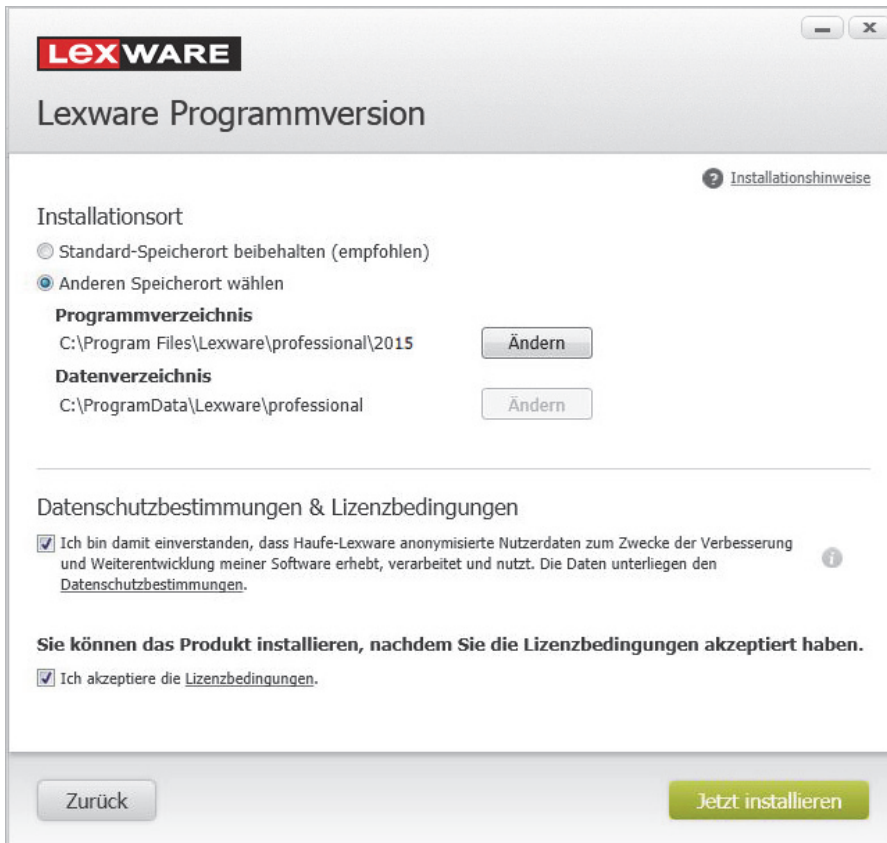 LEXWARE
Lexware Programmversion
Installationshinweise
Installationsort
Standard-Speicherort beibehalten (empfohlen)
Anderen Speicherort wählen
Programmverzeichnis
C:\Program Files\Lexware\professional\2015
Ändern
Datenverzeichnis
C:\ProgramData\Lexware\professional
Ändern
Datenschutzbestimmungen & Lizenzbedingungen
Ich bin damit einverstanden, dass Haufe-Lexware anonymisierte Nutzerdaten zum Zwecke der Verbesserung
und Weiterentwicklung meiner Software erhebt, verarbeitet und nutzt. Die Daten unterliegen den
Datenschutzbestimmungen.
Sie können das Produkt installieren, nachdem Sie die Lizenzbedingungen akzeptiert haben.
Ich akzeptiere die Lizenzbedingungen.
Zurück
Jetzt installieren